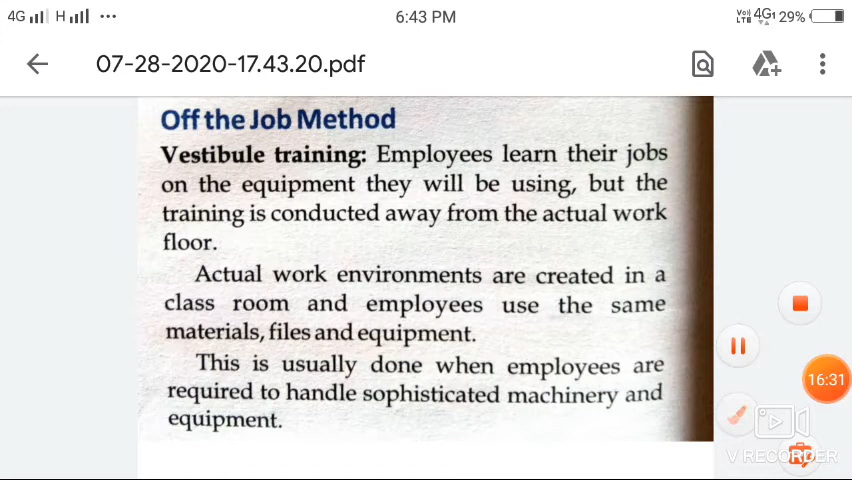 4G H ... 6:43 PM Voi) LTE 4G1 29%
07-28-2020-17.43.20.pdf
Off the Job Method
Vestibule training: Employees learn their jobs
on the equipment they will be using, but the
training is conducted away from the actual work
floor.
Actual work environments are created in a
class room and employees use the same
materials, files and equipment.
This is usually done when employees are
required to handle sophisticated machinery and
equipment.
16:31
V RECORDER